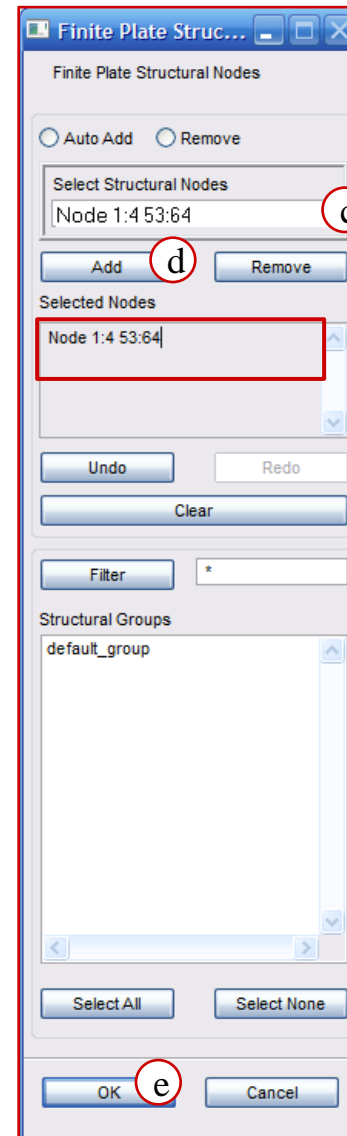 Finite Plate Struc...
Finite Plate Structural Nodes
Auto Add Remove
Select Structural Nodes
Node 1:4 53:64
Add d Remove
Selected Nodes
Node 1:4 53:64
Undo Redo
Clear
Filter *
Structural Groups
default_group
Select All Select None
OK e Cancel